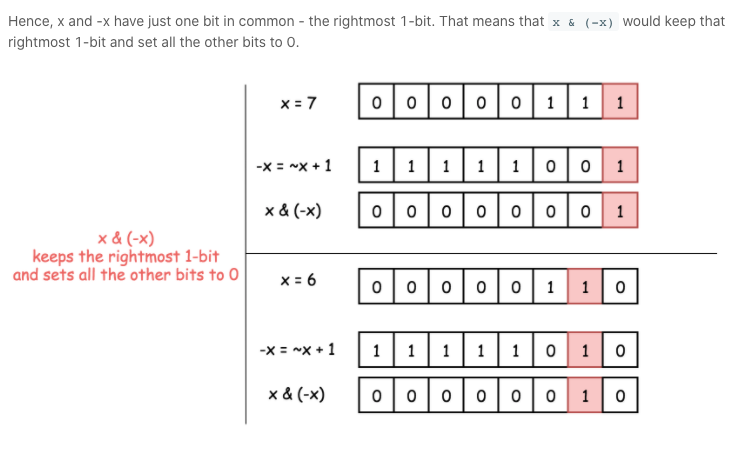 Hence, x and -x have just one bit in common - the rightmost 1-bit. That means that x & (-x) would keep that
rightmost 1-bit and set all the other bits to 0.
x = 7 0 0 0 0 0 1 1 1
-x = ~x + 1 1 1 1 1 1 0 0 1
x & (-x) 0 0 0 0 0 0 0 1
x & (-x)
keeps the rightmost 1-bit
and sets all the other bits to 0
x = 6 0 0 0 0 0 1 1 0
-x = ~x + 1 1 1 1 1 1 0 1 0
x & (-x) 0 0 0 0 0 0 1 0